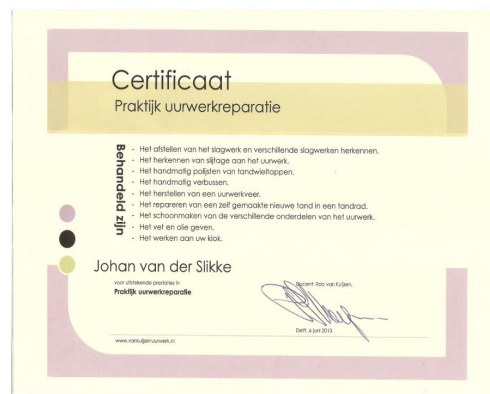 Certificaat
Praktijk uurwerkreparatie
Behandeld zijn
- Het afstellen van het slagwerk en verschillende slagwerken herkennen.
- Het herkennen van slijtage aan het uurwerk.
- Het handmatig polijsten van tandwieltappen.
- Het handmatig verbussen.
- Het herstellen van een uurwerkveer.
- Het repareren van een zelf gemaakte nieuwe tand in een tandrad.
- Het schoonmaken van de verschillende onderdelen van het uurwerk.
- Het vet en olie geven.
- Het werken aan uw klok.
Johan van der Slikke
voor uitstekende prestaties in
Praktijk uurwerkreparatie
Docent: Rob van Kuijzen,
Delft, 6 juni 2013